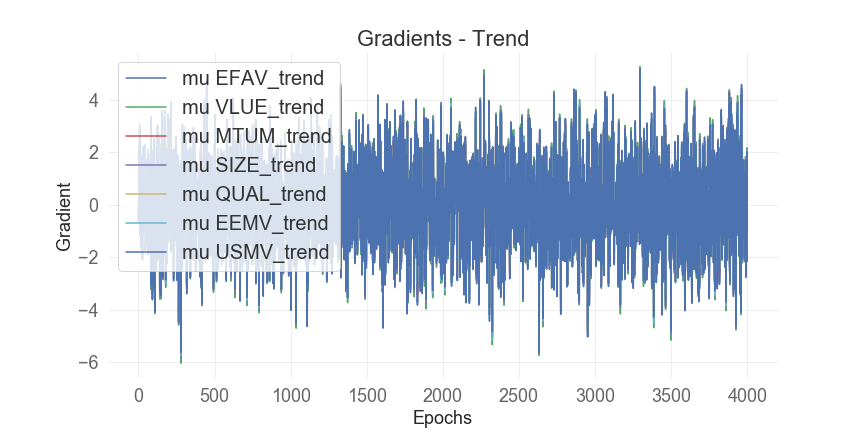 Gradients - Trend
mu EFAV_trend
mu VLUE_trend
mu MTUM_trend
mu SIZE_trend
mu QUAL_trend
mu EEMV_trend
mu USMV_trend
Gradient
4
2
0
−2
−4
−6
0 500 1000 1500 2000 2500 3000 3500 4000
Epochs